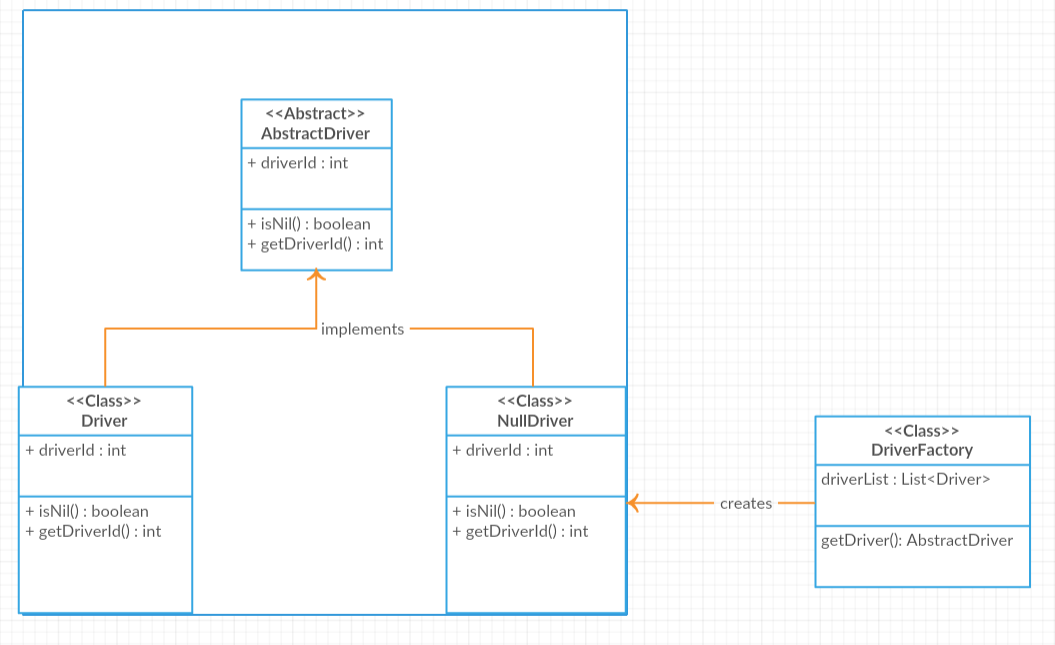 <<Abstract>>
AbstractDriver
+ driverId : int
+ isNil() : boolean
+ getDriverId() : int
implements
<<Class>>
Driver
+ driverId : int
+ isNil() : boolean
+ getDriverId() : int
<<Class>>
NullDriver
+ driverId : int
+ isNil() : boolean
+ getDriverId() : int
creates
<<Class>>
DriverFactory
driverList : List<Driver>
getDriver(): AbstractDriver